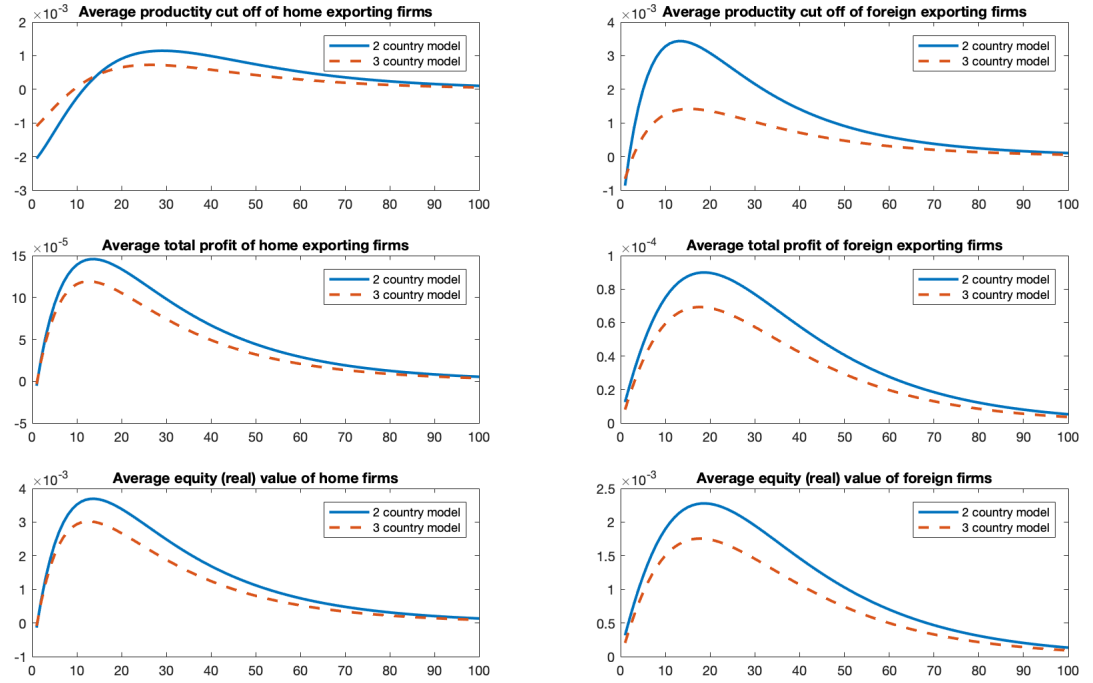 Average productity cut off of home exporting firms
×10-3
2
1
0
-1
-2
-3
2 country model
3 country model
0 10 20 30 40 50 60 70 80 90 100
Average productity cut off of foreign exporting firms
×10-3
4
3
2
1
0
-1
2 country model
3 country model
0 10 20 30 40 50 60 70 80 90 100
Average total profit of home exporting firms
×10-5
15
10
5
0
-5
2 country model
3 country model
0 10 20 30 40 50 60 70 80 90 100
Average total profit of foreign exporting firms
×10-4
1
0.8
0.6
0.4
0.2
0
2 country model
3 country model
0 10 20 30 40 50 60 70 80 90 100
Average equity (real) value of home firms
×10-3
4
3
2
1
0
-1
2 country model
3 country model
0 10 20 30 40 50 60 70 80 90 100
Average equity (real) value of foreign firms
×10-3
2.5
2
1.5
1
0.5
0
2 country model
3 country model
0 10 20 30 40 50 60 70 80 90 100